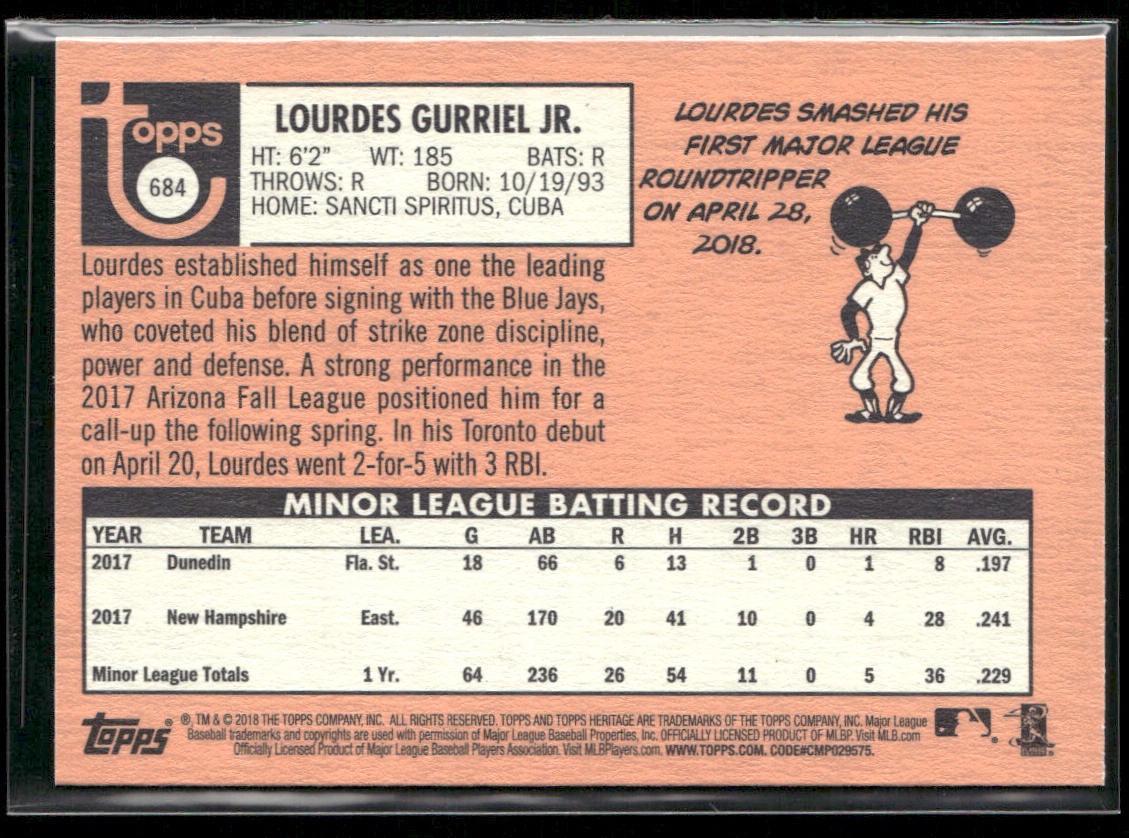 topps
684
LOURDES GURRIEL JR.
HT: 6'2" WT: 185 BATS: R
THROWS: R BORN: 10/19/93
HOME: SANCTI SPIRITUS, CUBA
LOURDES SMASHED HIS
FIRST MAJOR LEAGUE
ROUNDTRIPPER
ON APRIL 28,
2018.
Lourdes established himself as one the leading
players in Cuba before signing with the Blue Jays,
who coveted his blend of strike zone discipline,
power and defense. A strong performance in the
2017 Arizona Fall League positioned him for a
call-up the following spring. In his Toronto debut
on April 20, Lourdes went 2-for-5 with 3 RBI.
MINOR LEAGUE BATTING RECORD
YEAR TEAM LEA. G AB R H 2B 3B HR RBI AVG.
2017 Dunedin Fla. St. 18 66 6 13 1 0 1 8 .197
2017 New Hampshire East. 46 170 20 41 10 0 4 28 .241
Minor League Totals 1 Yr. 64 236 26 54 11 0 5 36 .229
topps ® ®, TM & © 2018 THE TOPPS COMPANY, INC. ALL RIGHTS RESERVED. TOPPS AND TOPPS HERITAGE ARE TRADEMARKS OF THE TOPPS COMPANY, INC. Major League
Baseball trademarks and copyrights are used with permission of Major League Baseball Properties, Inc. OFFICIALLY LICENSED PRODUCT OF MLBP. Visit MLB.com
Officially Licensed Product of Major League Baseball Players Association. Visit MLBPlayers.com. WWW.TOPPS.COM. CODE#CMP029575.